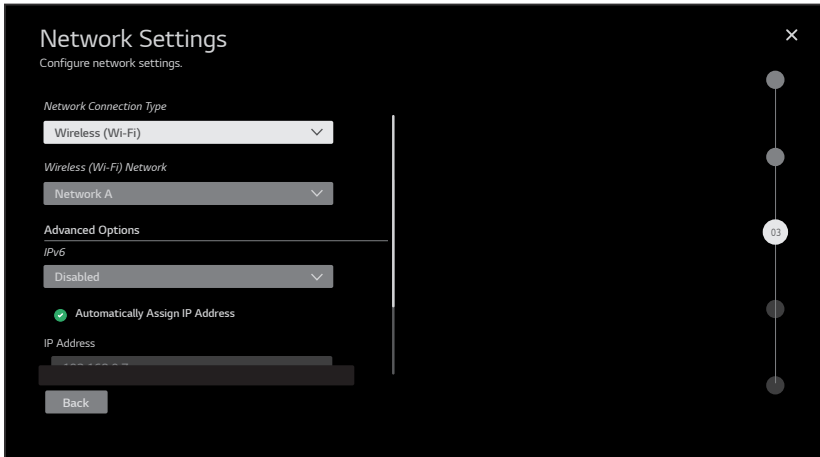 Network Settings
Configure network settings.
Network Connection Type
Wireless (Wi-Fi)
Wireless (Wi-Fi) Network
Network A
03
Advanced Options
IPv6
Disabled
Automatically Assign IP Address
IP Address
Back